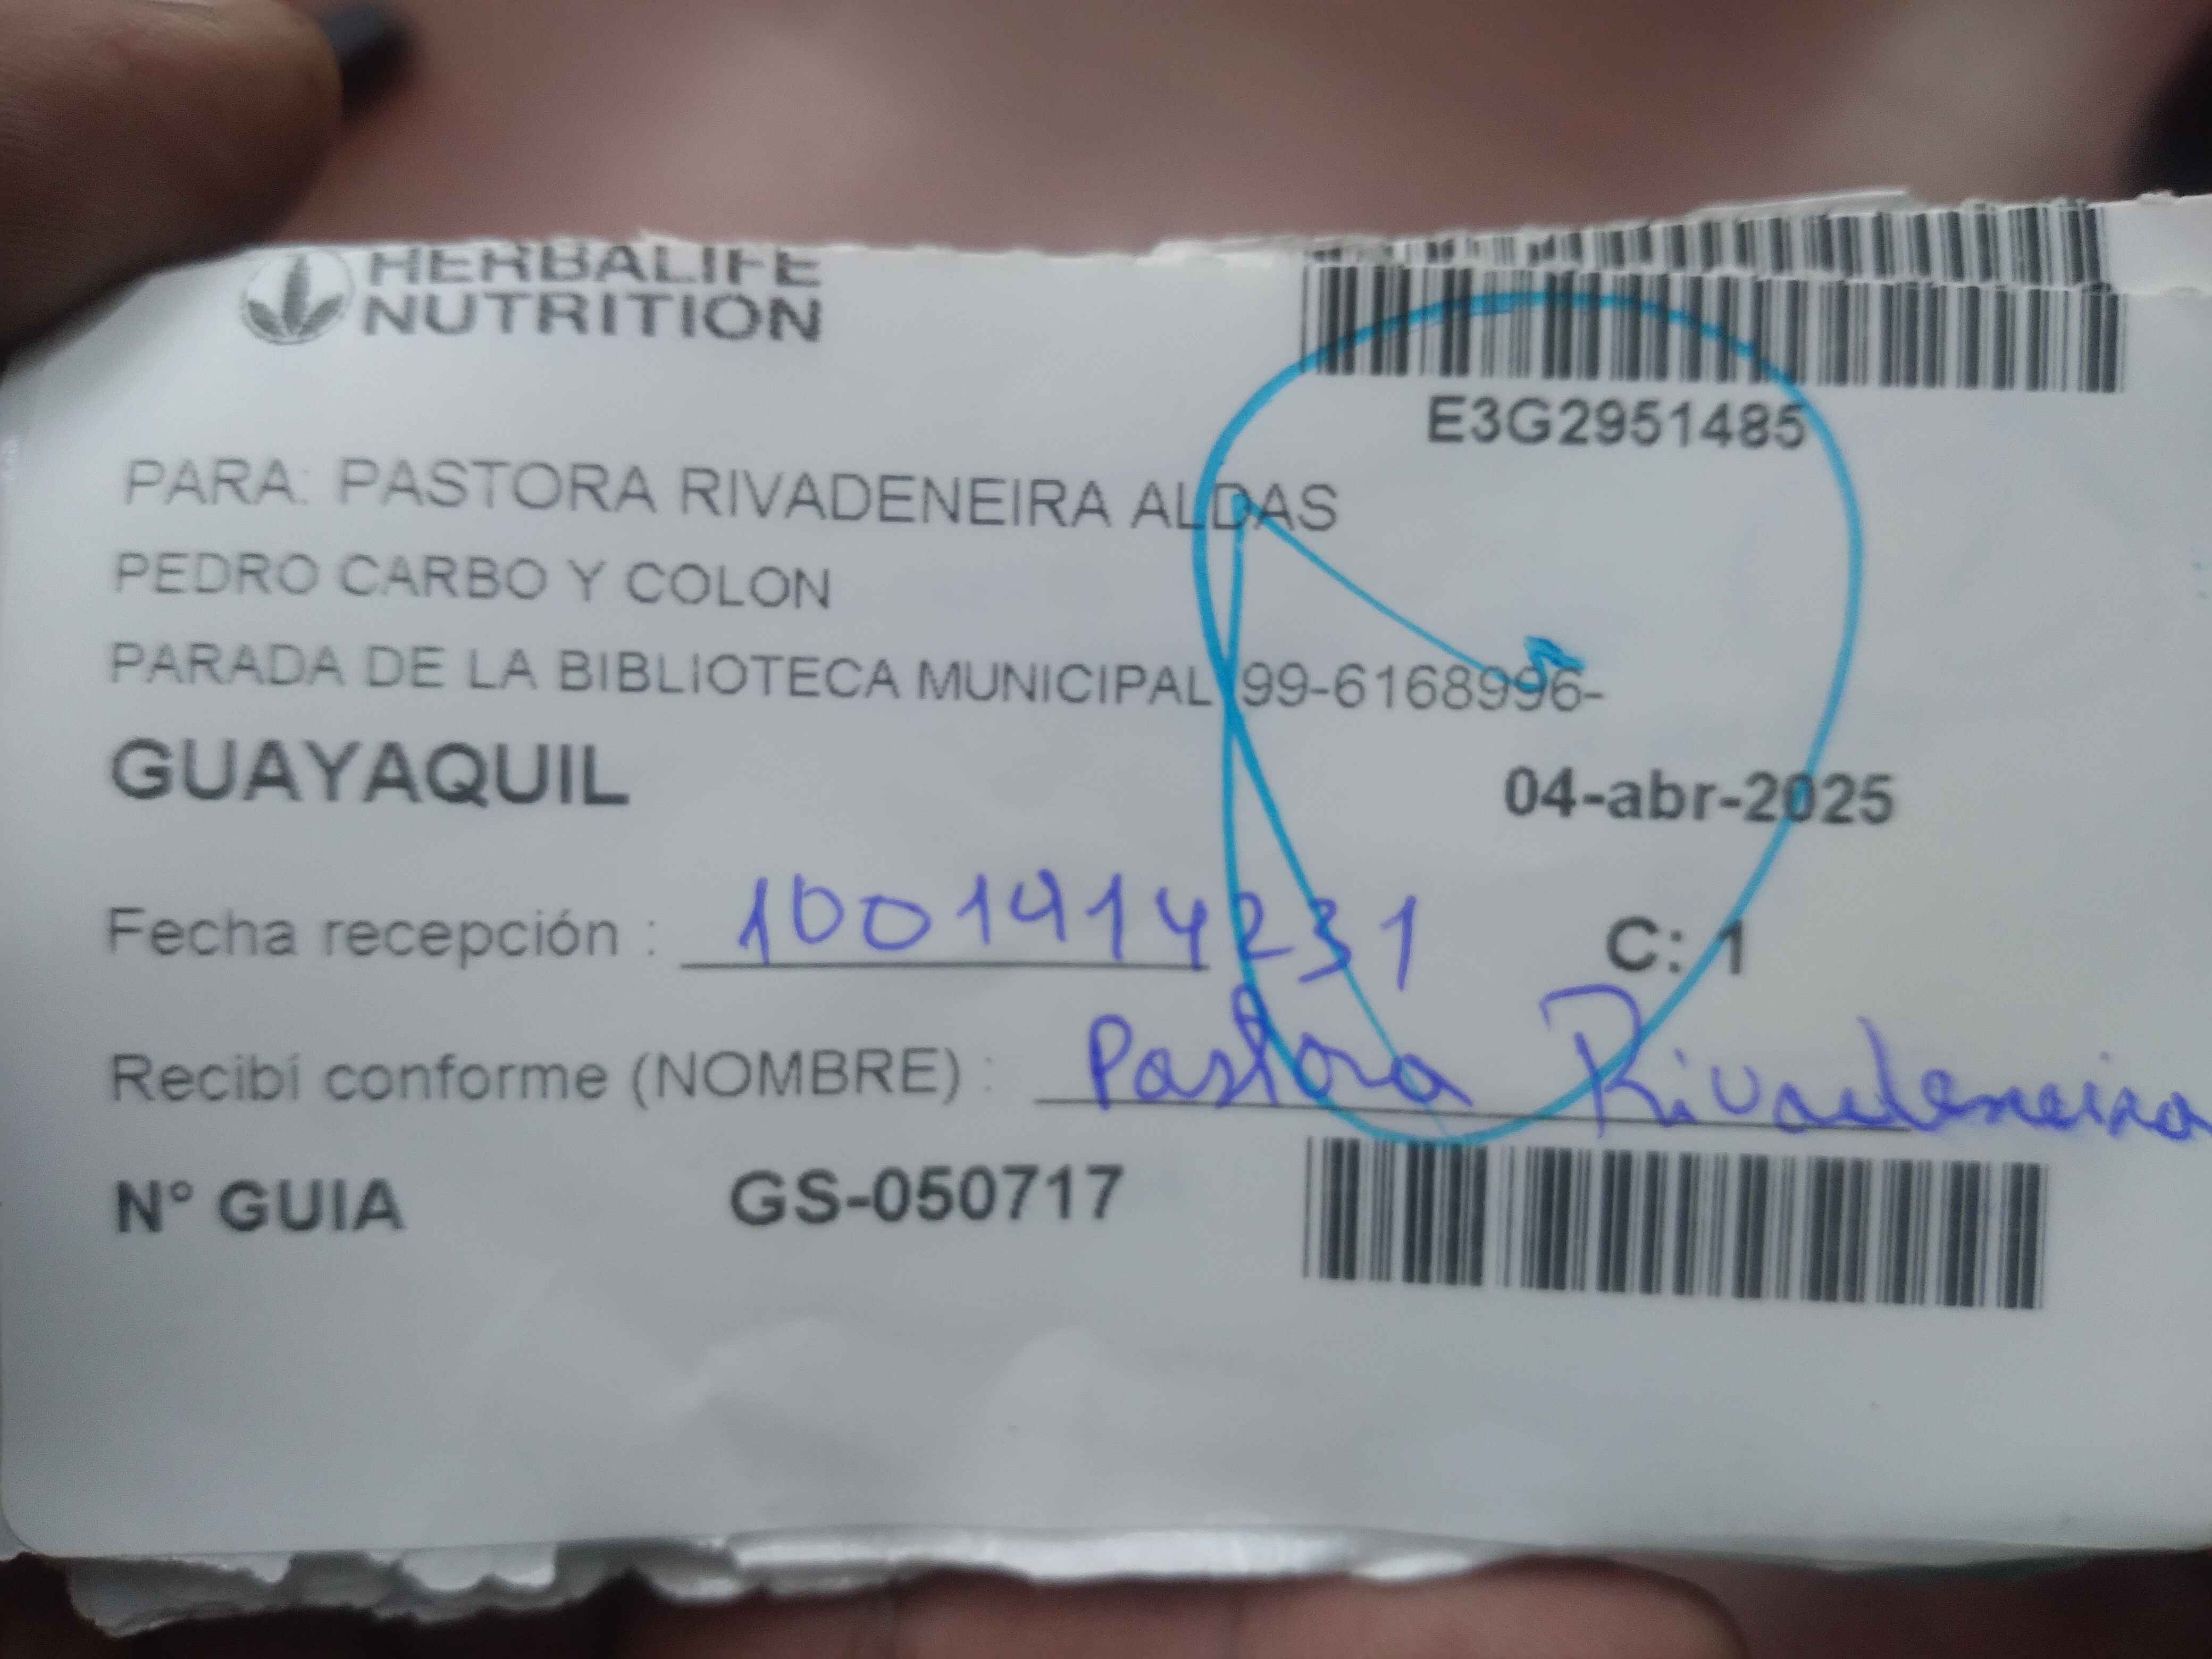 HERBALIFE
NUTRITION
E3G2951485
PARA: PASTORA RIVADENEIRA ALDAS
PEDRO CARBO Y COLON
PARADA DE LA BIBLIOTECA MUNICIPAL 99-6168996-
GUAYAQUIL
04-abr-2025
Fecha recepción : 1001414231
C: 1
Recibí conforme (NOMBRE) : Pastora Rivadeneira
N° GUIA GS-050717